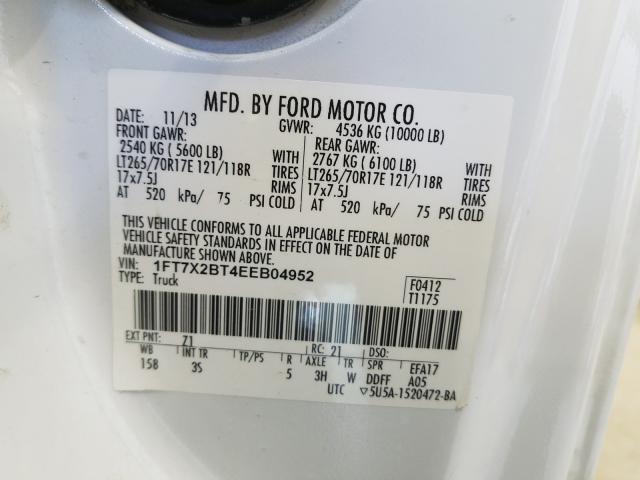 MFD. BY FORD MOTOR CO.
DATE: 11/13 GVWR: 4536 KG (10000 LB)
FRONT GAWR: REAR GAWR:
2540 KG ( 5600 LB) WITH 2767 KG ( 6100 LB) WITH
LT265/70R17E 121/118R TIRES LT265/70R17E 121/118R TIRES
17x7.5J RIMS 17x7.5J RIMS
AT 520 kPa/ 75 PSI COLD AT 520 kPa/ 75 PSI COLD
THIS VEHICLE CONFORMS TO ALL APPLICABLE FEDERAL MOTOR
VEHICLE SAFETY STANDARDS IN EFFECT ON THE DATE OF
MANUFACTURE SHOWN ABOVE.
VIN: 1FT7X2BT4EEB04952 F0412
TYPE: Truck T1175
EXT PNT: Z1 RC: 21 DSO:
WB INT TR TP/PS R AXLE TR SPR EFA17
158 3S 5 3H W DDFF A05
UTC ▽5U5A-1520472-BA